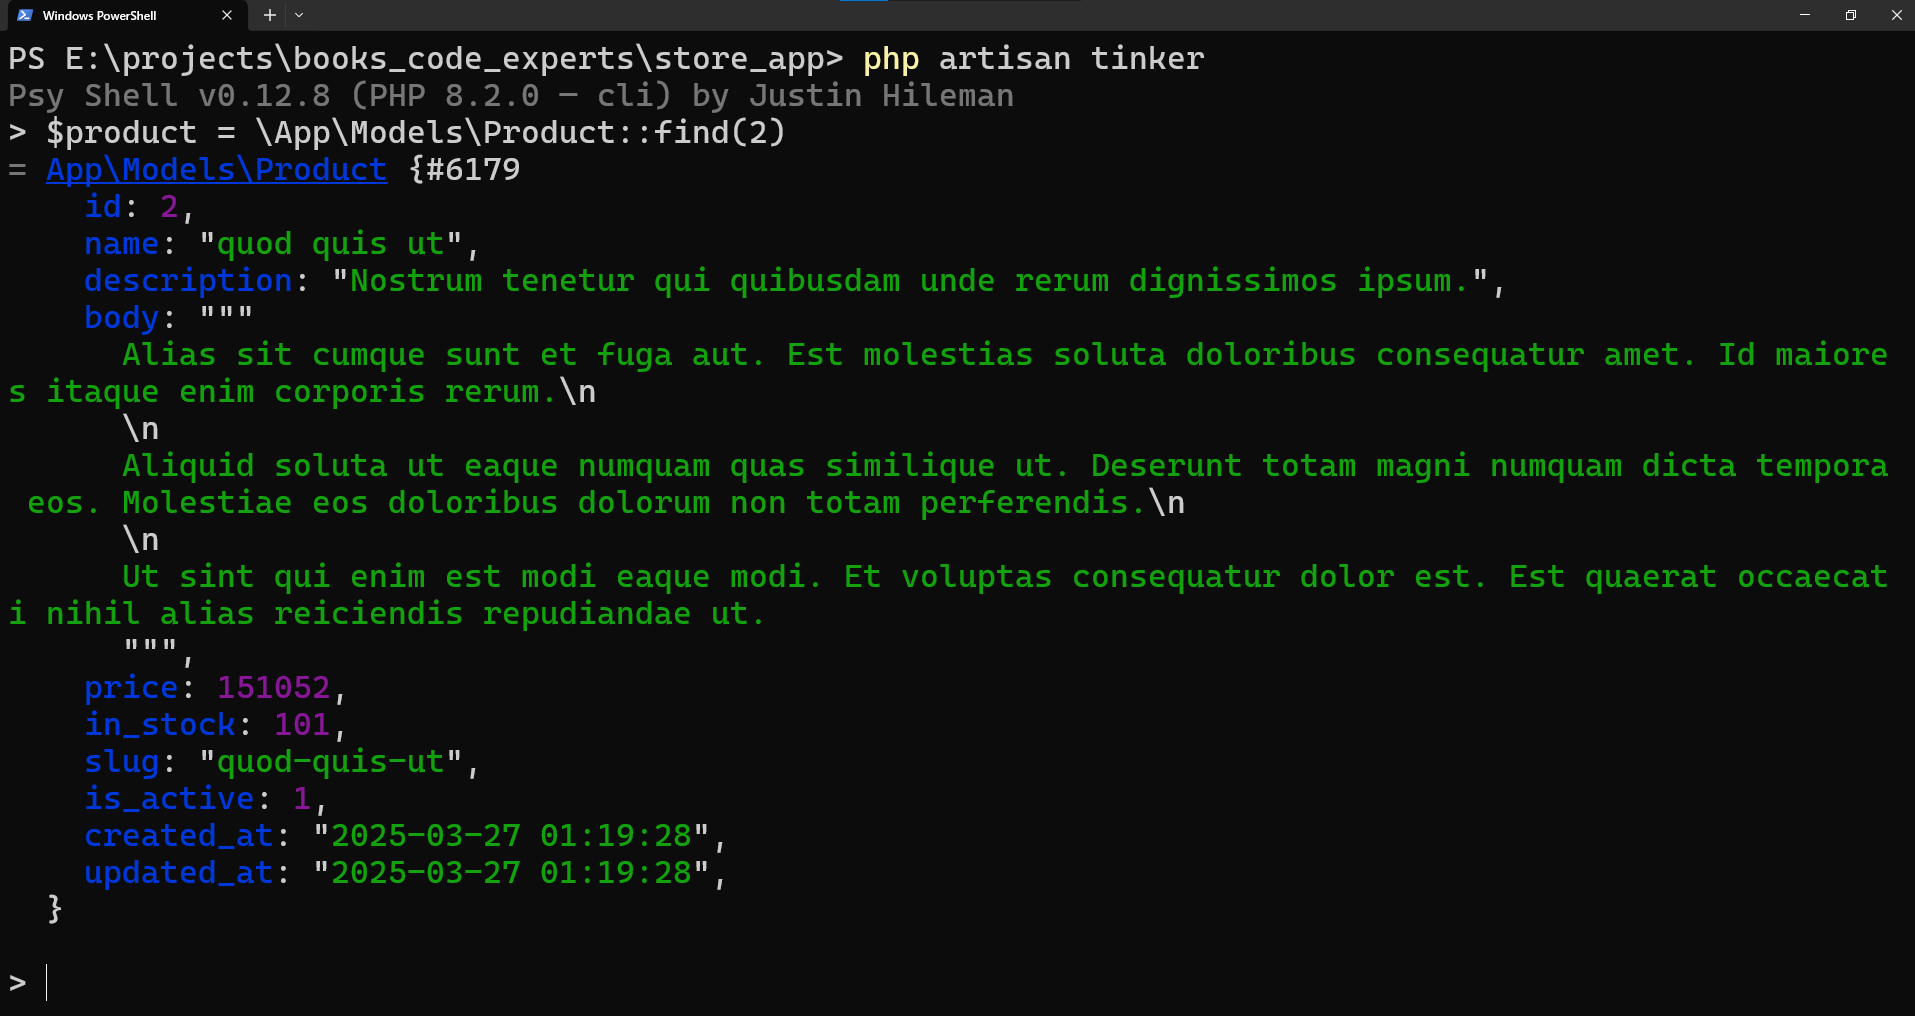 Windows PowerShell
PS E:\projects\books_code_experts\store_app> php artisan tinker
Psy Shell v0.12.8 (PHP 8.2.0 — cli) by Justin Hileman
> $product = \App\Models\Product::find(2)
= App\Models\Product {#6179
    id: 2,
    name: "quod quis ut",
    description: "Nostrum tenetur qui quibusdam unde rerum dignissimos ipsum.",
    body: """
      Alias sit cumque sunt et fuga aut. Est molestias soluta doloribus consequatur amet. Id maiore
s itaque enim corporis rerum.\n
      \n
      Aliquid soluta ut eaque numquam quas similique ut. Deserunt totam magni numquam dicta tempora
 eos. Molestiae eos doloribus dolorum non totam perferendis.\n
      \n
      Ut sint qui enim est modi eaque modi. Et voluptas consequatur dolor est. Est quaerat occaecat
i nihil alias reiciendis repudiandae ut.
      """,
    price: 151052,
    in_stock: 101,
    slug: "quod-quis-ut",
    is_active: 1,
    created_at: "2025-03-27 01:19:28",
    updated_at: "2025-03-27 01:19:28",
  }
>